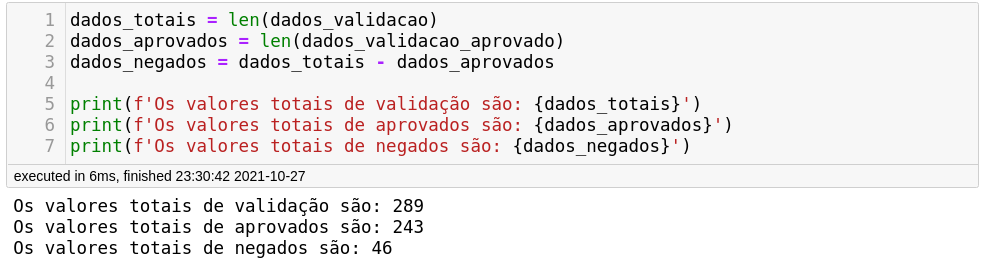 1 dados_totais = len(dados_validacao)
2 dados_aprovados = len(dados_validacao_aprovado)
3 dados_negados = dados_totais - dados_aprovados
4
5 print(f'Os valores totais de validação são: {dados_totais}')
6 print(f'Os valores totais de aprovados são: {dados_aprovados}')
7 print(f'Os valores totais de negados são: {dados_negados}')
executed in 6ms, finished 23:30:42 2021-10-27
Os valores totais de validação são: 289
Os valores totais de aprovados são: 243
Os valores totais de negados são: 46